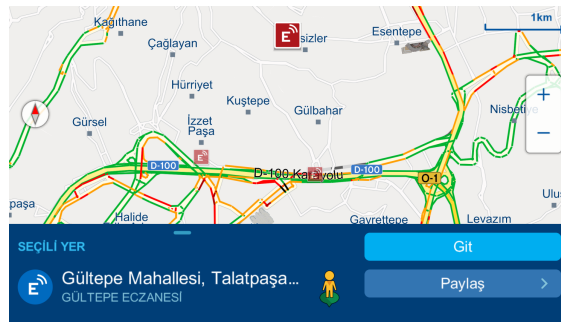 Kağıthane
1km
Esentepe
sizler
Çağlayan
Hürriyet
Kuştepe
Gülbahar
Nisbetiye
Gürsel
İzzet
Paşa
D-100
D-100 Karayolu
D-100
O-1
paşa
Halide
Gayrettepe
Levazım
Ulus
SEÇİLİ YER
Git
Gültepe Mahallesi, Talatpaşa...
GÜLTEPE ECZANESİ
Paylaş